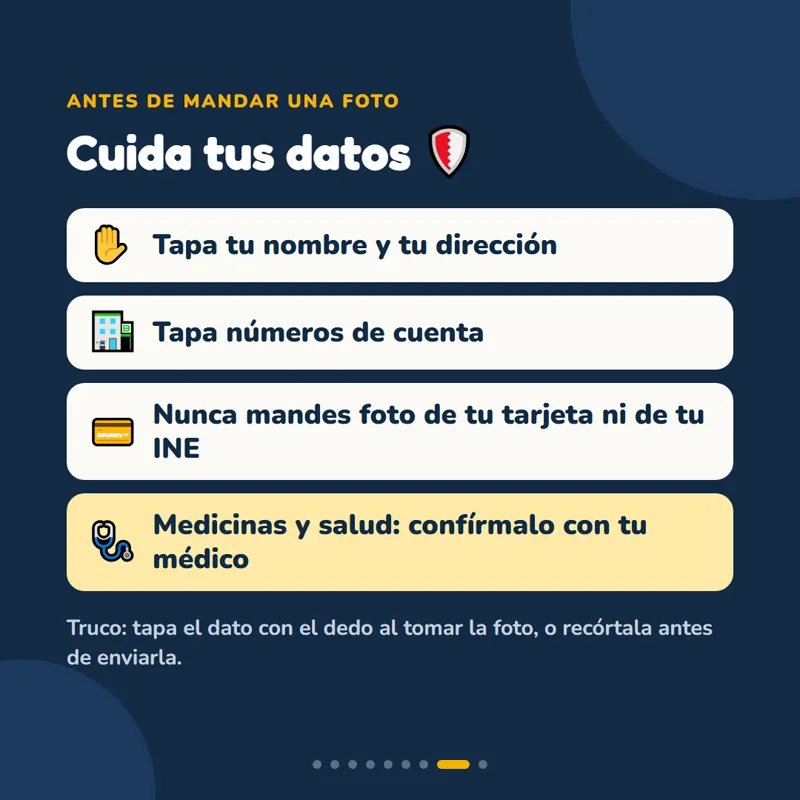 ANTES DE MANDAR UNA FOTO
Cuida tus datos
Tapa tu nombre y tu dirección
Tapa números de cuenta
Nunca mandes foto de tu tarjeta ni de tu
INE
Medicinas y salud: confírmalo con tu
médico
Truco: tapa el dato con el dedo al tomar la foto, o recórtala antes
de enviarla.